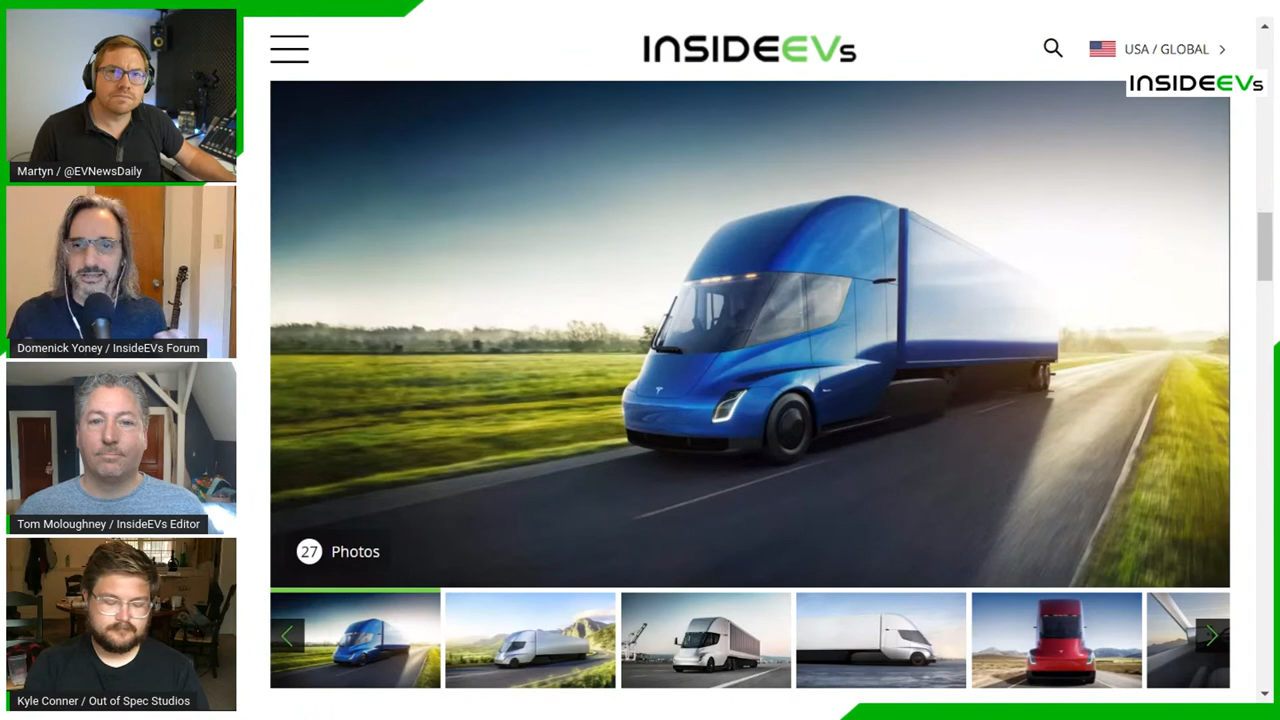 INSIDEEVs
USA / GLOBAL
INSIDEEVs
Martyn / @EVNewsDaily
Domenick Yoney / InsideEVs Forum
Tom Moloughney / InsideEVs Editor
Kyle Conner / Out of Spec Studios
27 Photos